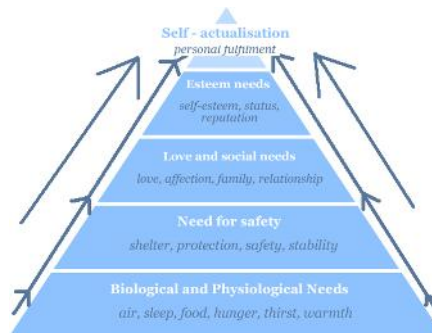 Self - actualisation
personal fulfilment
Esteem needs
self-esteem, status,
reputation
Love and social needs
love, affection, family, relationship
Need for safety
shelter, protection, safety, stability
Biological and Physiological Needs
air, sleep, food, hunger, thirst, warmth